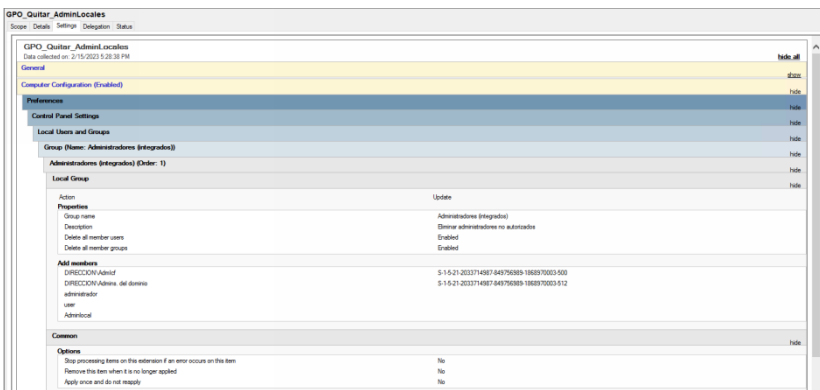 GPO_Quitar_AdminLocales
Scope Details Settings Delegation Status
GPO_Quitar_AdminLocales
Data collected on: 2/15/2023 5:28:38 PM hide all
General show
Computer Configuration (Enabled) hide
Preferences hide
Control Panel Settings hide
Local Users and Groups hide
Group (Name: Administradores (integrados)) hide
Administradores (integrados) (Order: 1) hide
Local Group hide
Action Update
Properties
Group name Administradores (integrados)
Description Eliminar administradores no autorizados
Delete all member users Enabled
Delete all member groups Enabled
Add members
DIRECCION\Admlcf S-1-5-21-2033714987-849756989-1868970003-500
DIRECCION\Admins. del dominio S-1-5-21-2033714987-849756989-1868970003-512
administrador
user
Adminlocal
Common hide
Options
Stop processing items on this extension if an error occurs on this item No
Remove this item when it is no longer applied No
Apply once and do not reapply No